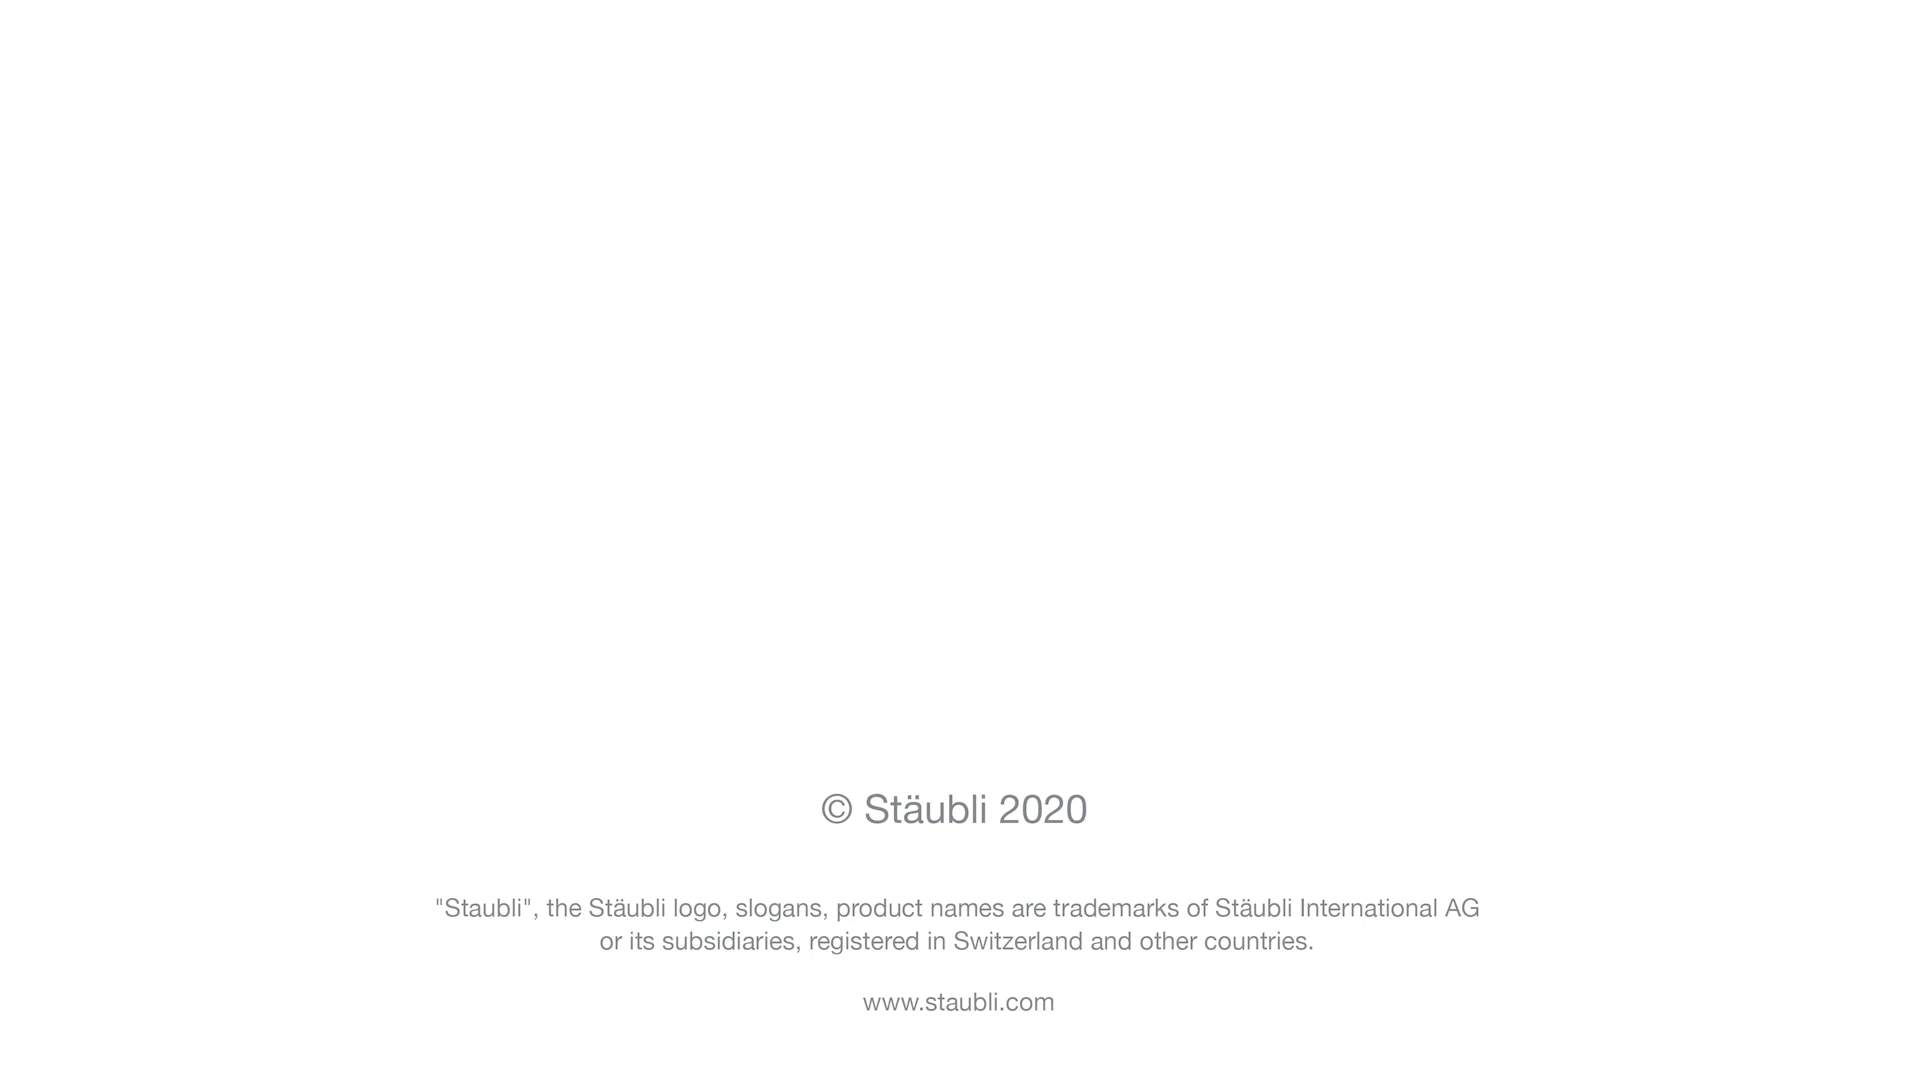 © Stäubli 2020
"Staubli", the Stäubli logo, slogans, product names are trademarks of Stäubli International AG
or its subsidiaries, registered in Switzerland and other countries.
www.staubli.com